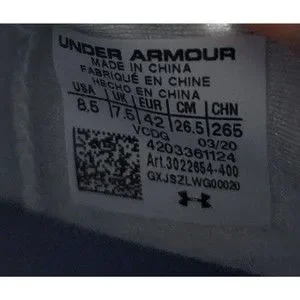 UNDER ARMOUR
MADE IN CHINA
FABRIQUÉ EN CHINE
HECHO EN CHINA
USA UK EUR CM CHN
8.5 7.5 42 26.5 265
VCDG 03/20
4203361124
Art.3022654-400
GXJSZLWG00020